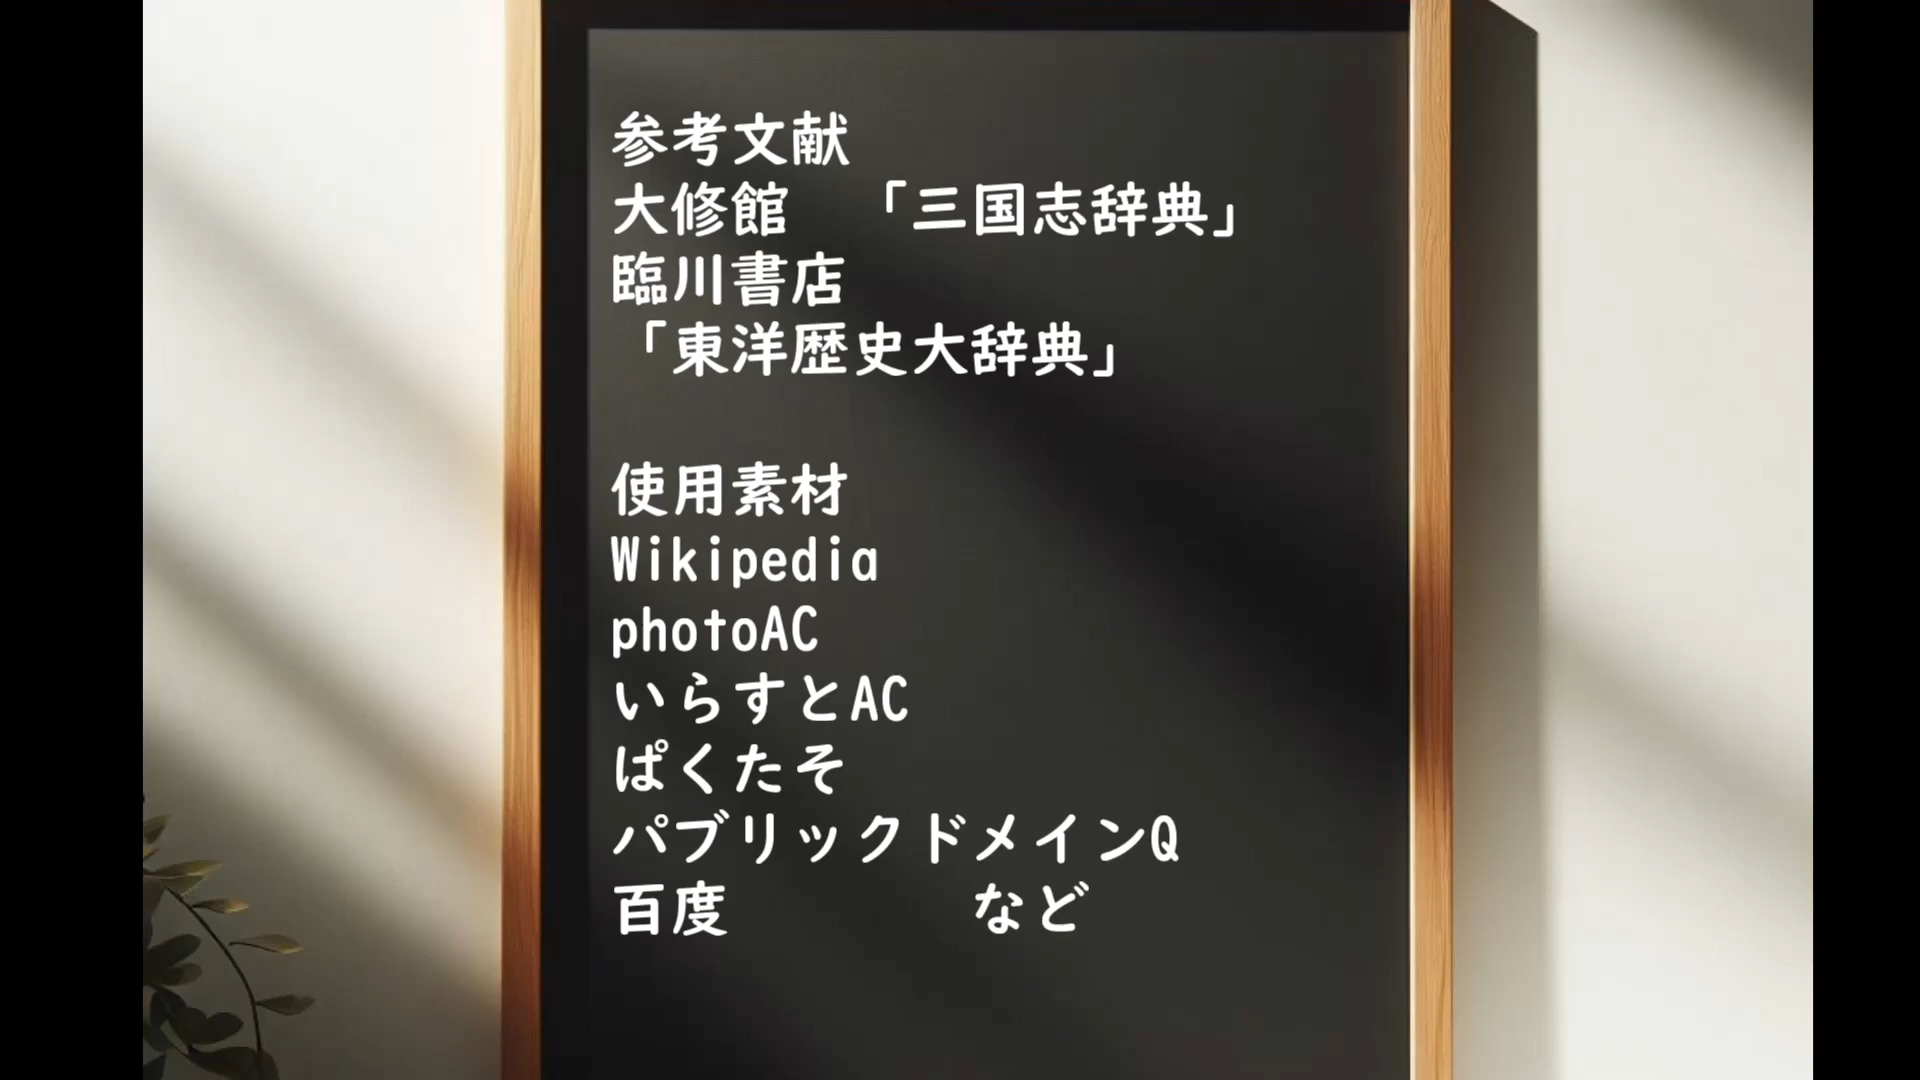 参考文献
大修館　「三国志辞典」
臨川書店
「東洋歴史大辞典」
使用素材
Wikipedia
photoAC
いらすとAC
ぱくたそ
パブリックドメインQ
百度　　　　など